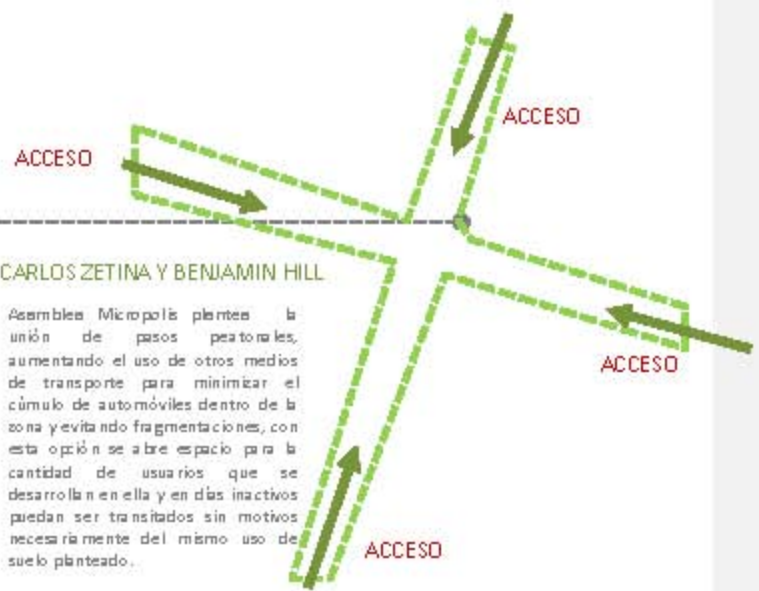 ACCESO
ACCESO
CARLOS ZETINA Y BENJAMIN HILL
Asamblea Micropolis plantea la
unión de pasos peatonales,
aumentando el uso de otros medios
de transporte para minimizar el
cúmulo de automóviles dentro de la
zona y evitando fragmentaciones, con
esta opción se abre espacio para la
cantidad de usuarios que se
desarrollan en ella y en días inactivos
puedan ser transitados sin motivos
necesariamente del mismo uso de
suelo planteado.
ACCESO
ACCESO